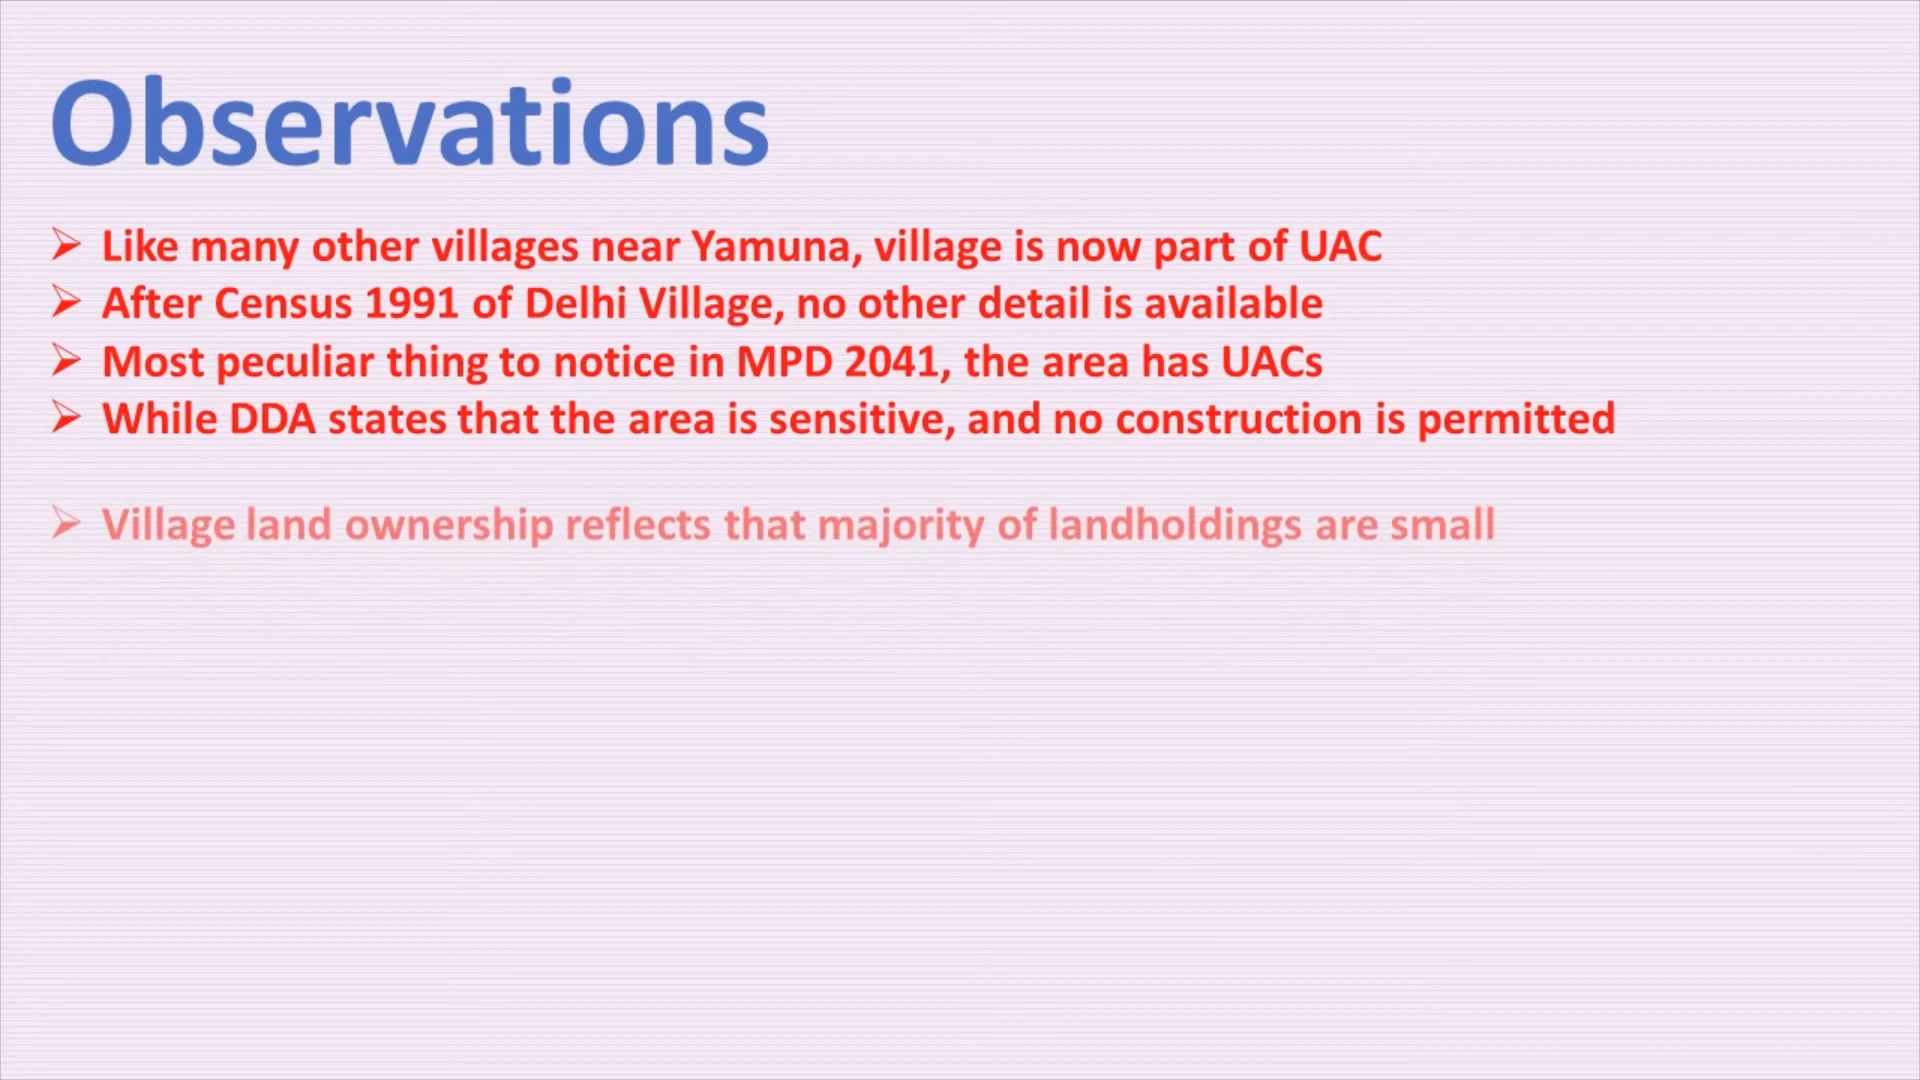 Observations
➢ Like many other villages near Yamuna, village is now part of UAC
➢ After Census 1991 of Delhi Village, no other detail is available
➢ Most peculiar thing to notice in MPD 2041, the area has UACs
➢ While DDA states that the area is sensitive, and no construction is permitted
➢ Village land ownership reflects that majority of landholdings are small